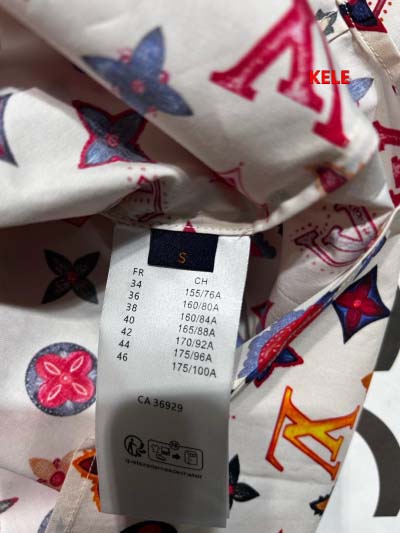 KELE
S
FR CH
34 155/76A
36 160/80A
38 160/84A
40 165/88A
42 170/92A
44 175/96A
46 175/100A
CA 36929